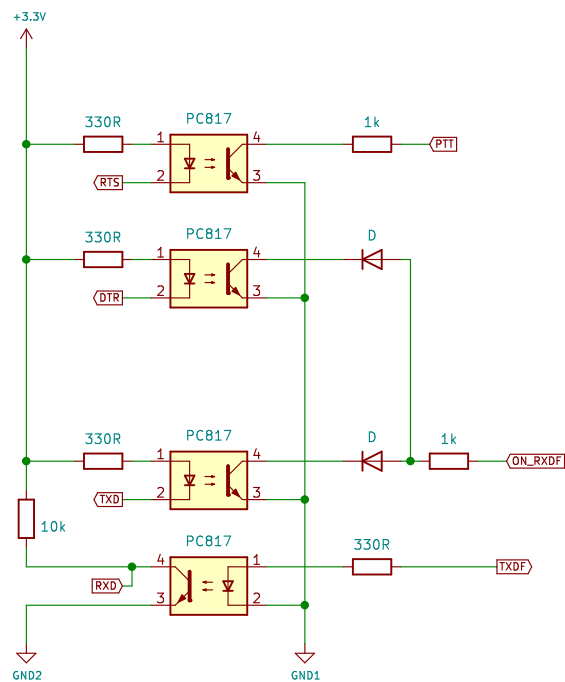 +3.3V
330R
PC817
1k
1
4
PTT
RTS
2
3
330R
PC817
D
1
4
DTR
2
3
330R
PC817
D
1k
1
4
ON_RXDF
TXD
2
3
10k
PC817
330R
4
1
TXDF
RXD
3
2
GND2
GND1